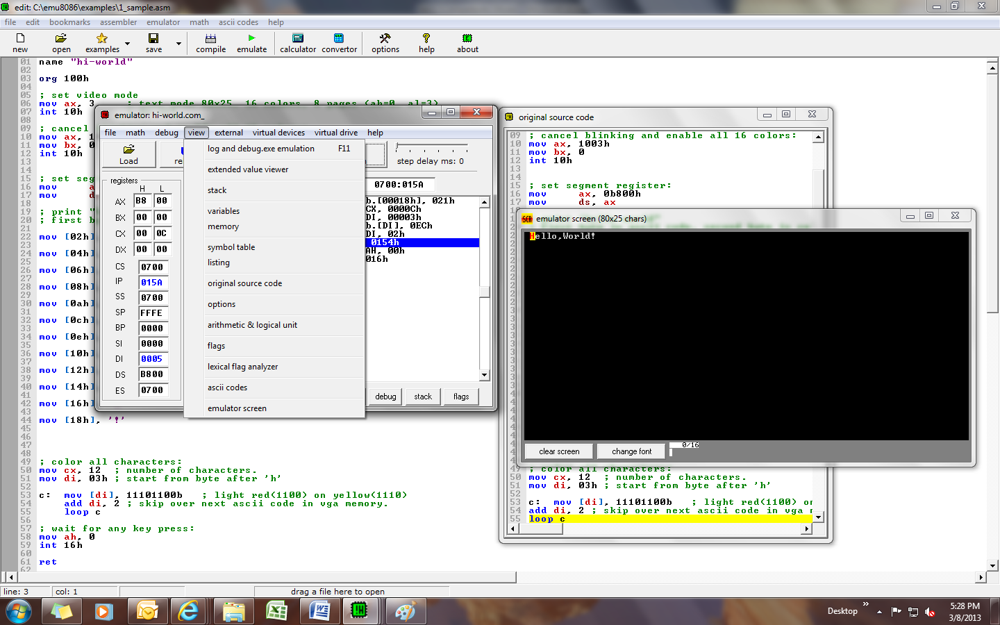 edit: C:\emu8086\examples\1_sample.asm
file edit bookmarks assembler emulator math ascii codes help
new open examples save compile emulate calculator convertor options help about
01 name "hi-world"
02
03 org 100h
04
05 ; set video mode
06 mov ax, 3 ; text mode 80x25, 16 colors, 8 pages (ah=0, al=3)
07 int 10h
08
09 ; cancel
10 mov ax, 1
11 mov bx, 0
12 int 10h
13
14
15 ; set seg
16 mov a
17 mov d
18
19 ; print "
20 ; first b
21
22 mov [02h]
23
24 mov [04h]
25
26 mov [06h]
27
28 mov [08h]
29
30 mov [0ah]
31
32 mov [0ch]
33
34 mov [0eh]
35
36 mov [10h]
37
38 mov [12h]
39
40 mov [14h]
41
42 mov [16h]
43
44 mov [18h], '!'
45
46
47
48
49 ; color all characters:
50 mov cx, 12 ; number of characters.
51 mov di, 03h ; start from byte after 'h'
52
53 c: mov [di], 11101100b ; light red(1100) on yellow(1110)
54 add di, 2 ; skip over next ascii code in vga memory.
55 loop c
56
57 ; wait for any key press:
58 mov ah, 0
59 int 16h
60
61 ret
62
line: 3 col: 1 drag a file here to open
emulator: hi-world.com_
file math debug view external virtual devices virtual drive help
Load re step delay ms: 0
registers
H L
AX B8 00
BX 00 00
CX 00 0C
DX 00 00
CS 0700
IP 015A
SS 0700
SP FFFE
BP 0000
SI 0000
DI 0005
DS B800
ES 0700
log and debug.exe emulation F11
extended value viewer
stack
variables
memory
symbol table
listing
original source code
options
arithmetic & logical unit
flags
lexical flag analyzer
ascii codes
emulator screen
0700:015A
b.[00018h], 021h
CX, 0000Ch
DI, 00003h
b.[DI], 0ECh
DI, 02h
0154h
AH, 00h
016h
debug stack flags
original source code
09 ; cancel blinking and enable all 16 colors:
10 mov ax, 1003h
11 mov bx, 0
12 int 10h
13
14
15 ; set segment register:
16 mov ax, 0b800h
17 mov ds, ax
emulator screen (80x25 chars)
Hello,World!
clear screen change font 0/16
49 ; color all characters:
50 mov cx, 12 ; number of characters.
51 mov di, 03h ; start from byte after 'h'
52
53 c: mov [di], 11101100b ; light red(1100) on
54 add di, 2 ; skip over next ascii code in vga m
55 loop c
Desktop
5:28 PM
3/8/2013